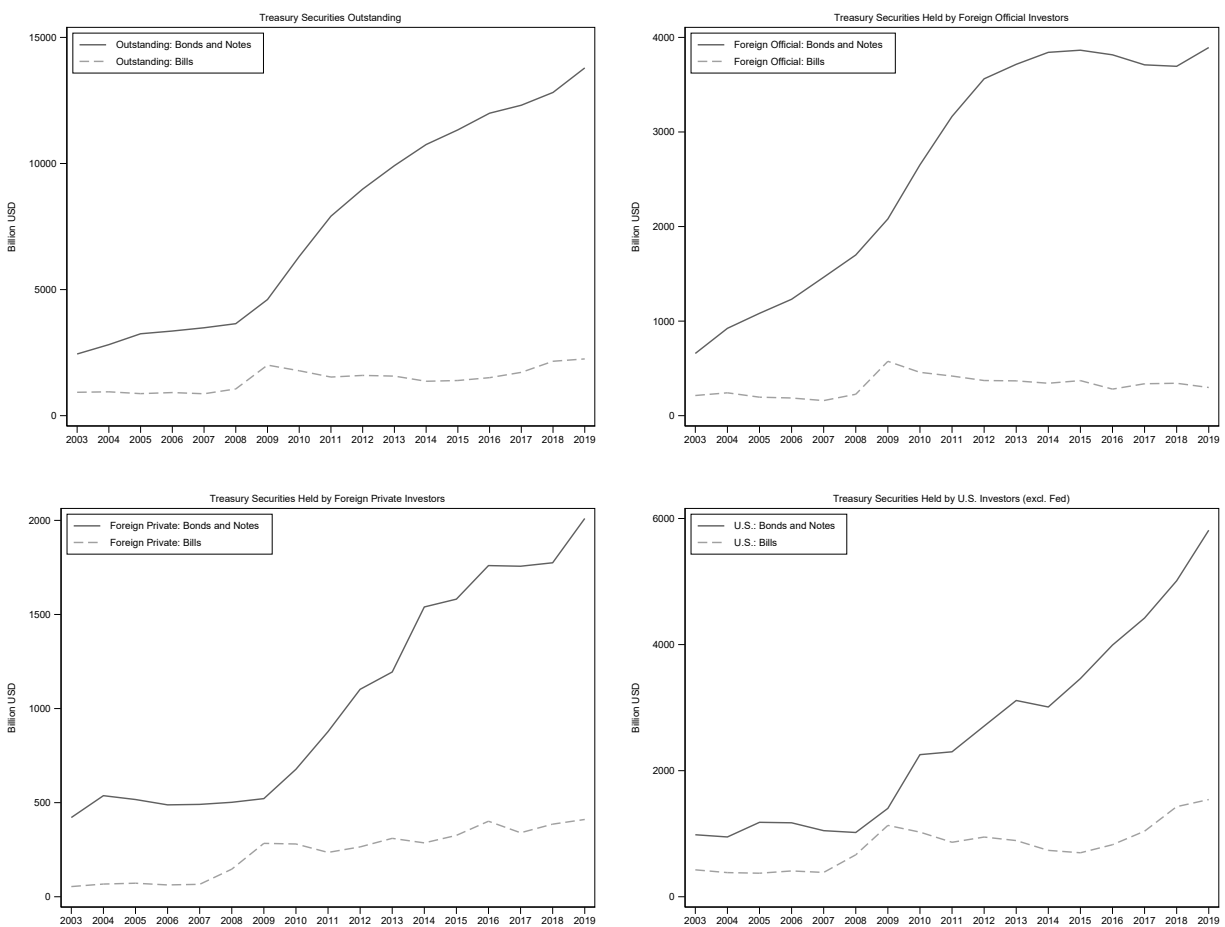 Treasury Securities Outstanding
Outstanding: Bonds and Notes
Outstanding: Bills
Billion USD
15000
10000
5000
0
2003 2004 2005 2006 2007 2008 2009 2010 2011 2012 2013 2014 2015 2016 2017 2018 2019
Treasury Securities Held by Foreign Official Investors
Foreign Official: Bonds and Notes
Foreign Official: Bills
Billion USD
4000
3000
2000
1000
0
2003 2004 2005 2006 2007 2008 2009 2010 2011 2012 2013 2014 2015 2016 2017 2018 2019
Treasury Securities Held by Foreign Private Investors
Foreign Private: Bonds and Notes
Foreign Private: Bills
Billion USD
2000
1500
1000
500
0
2003 2004 2005 2006 2007 2008 2009 2010 2011 2012 2013 2014 2015 2016 2017 2018 2019
Treasury Securities Held by U.S. Investors (excl. Fed)
U.S.: Bonds and Notes
U.S.: Bills
Billion USD
6000
4000
2000
0
2003 2004 2005 2006 2007 2008 2009 2010 2011 2012 2013 2014 2015 2016 2017 2018 2019